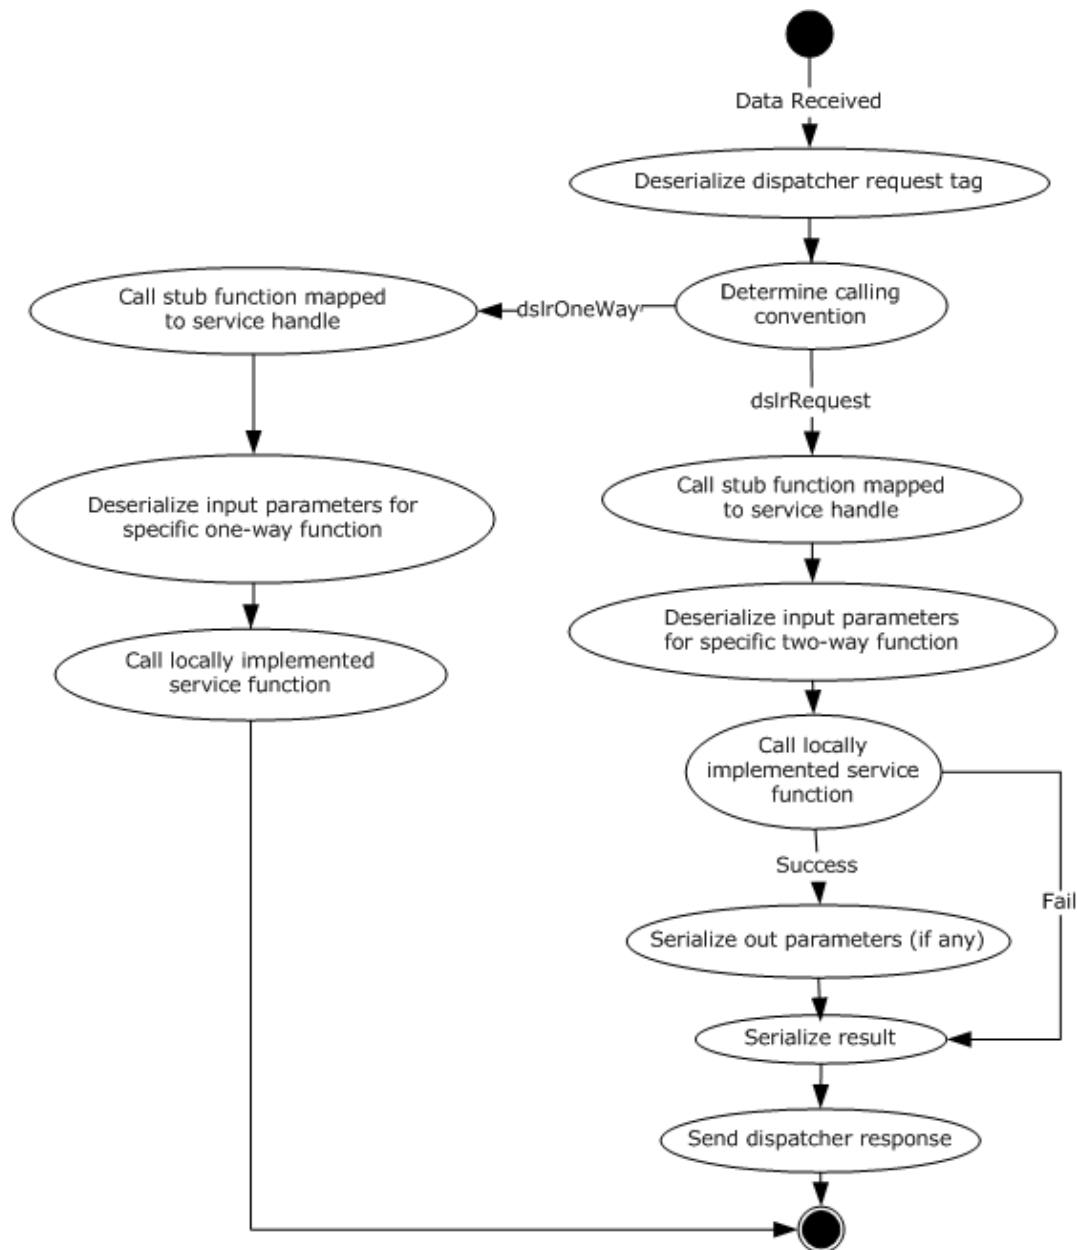 Data Received
Deserialize dispatcher request tag
Determine calling
convention
dslrOneWay
Call stub function mapped
to service handle
Deserialize input parameters for
specific one-way function
Call locally implemented
service function
dslrRequest
Call stub function mapped
to service handle
Deserialize input parameters
for specific two-way function
Call locally
implemented service
function
Success
Fail
Serialize out parameters (if any)
Serialize result
Send dispatcher response